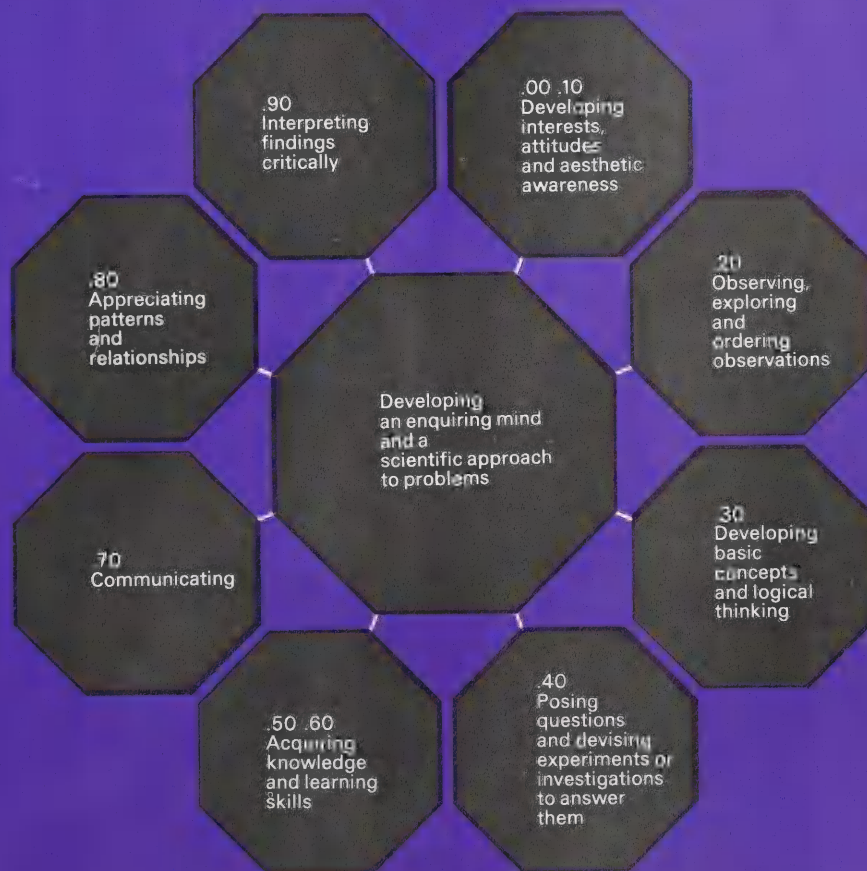 .90
Interpreting
findings
critically
.00 .10
Developing
interests,
attitudes
and aesthetic
awareness
.80
Appreciating
patterns
and
relationships
.20
Observing,
exploring
and
ordering
observations
Developing
an enquiring mind
and a
scientific approach
to problems
.70
Communicating
.30
Developing
basic
concepts
and logical
thinking
.50 .60
Acquiring
knowledge
and learning
skills
.40
Posing
questions
and devising
experiments or
investigations
to answer
them